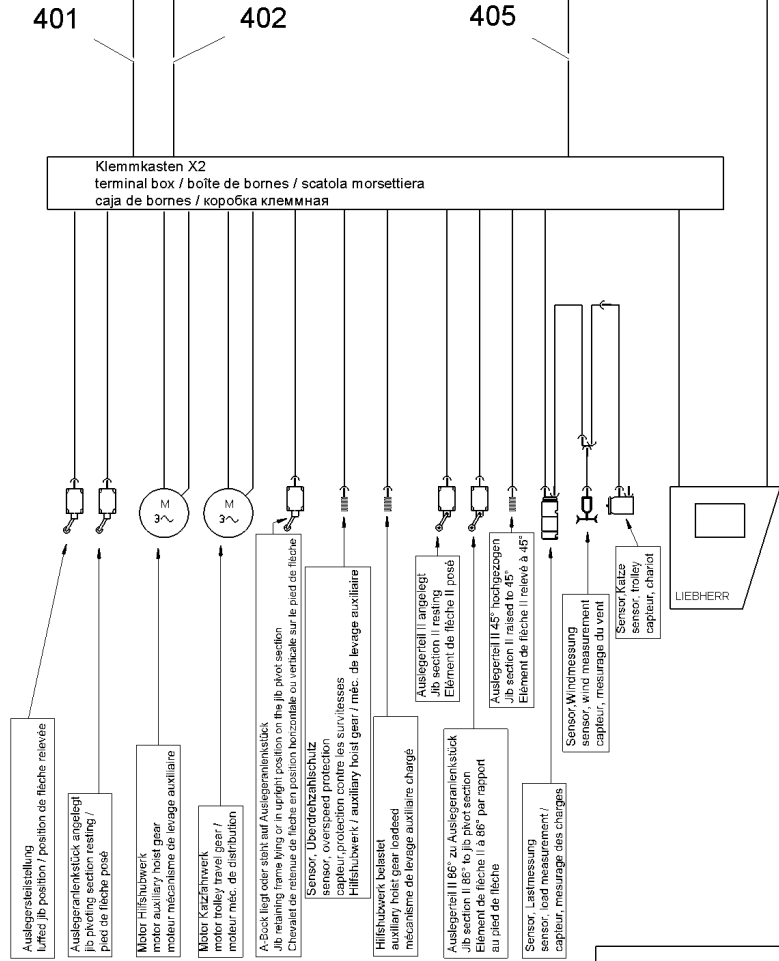 401
402
405
Klemmkasten X2
terminal box / boîte de bornes / scatola morsettiera
caja de bornes / коробка клеммная
M
3~
M
3~
LIEBHERR
Auslegersteilstellung
luffed jib position / position de flèche relevée
Auslegeranlenkstück angelegt
jib pivoting section resting /
pied de flèche posé
Motor Hilfshubwerk
motor auxiliary hoist gear
moteur mécanisme de levage auxiliaire
Motor Katzfahrwerk
motor trolley travel gear /
moteur méc. de distribution
A-Bock liegt oder steht auf Auslegeranlenkstück
Jib retaining frame lying or in upright position on the jib pivot section
Chevalet de retenue de flèche en position horizontale ou verticale sur le pied de flèche
Sensor, Überdrehzahlschutz
sensor, overspeed protection
capteur,protection contre les survitesses
Hilfshubwerk / auxiliary hoist gear / méc. de levage auxiliaire
Hilfshubwerk belastet
auxiliary hoist gear loadeed
mécanisme de levage auxiliaire chargé
Auslegerteil II angelegt
Jib section II resting
Elément de flèche II posé
Auslegerteil II 86° zu Auslegeranlenkstück
Jib section II 86° to jib pivot section
Elément de flèche II à 86° par rapport
au pied de flèche
Auslegerteil II 45° hochgezogen
Jib section II raised to 45°
Elément de flèche II relevé à 45°
Sensor, Lastmessung
sensor, load measurement /
capteur, mesurage des charges
Sensor,Windmessung
sensor, wind measurement
capteur, mesurage du vent
Sensor,Katze
sensor, trolley
capteur, chariot